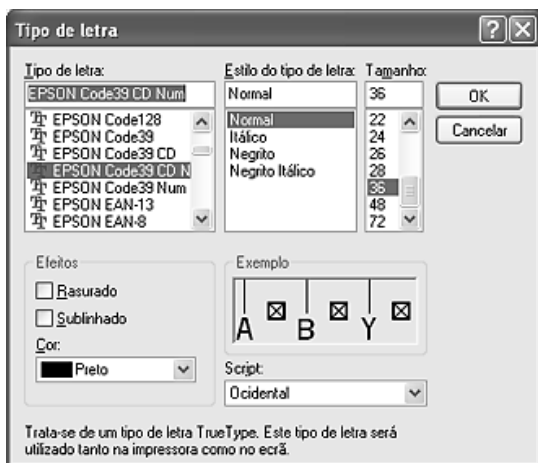 Tipo de letra
Tipo de letra: Estilo do tipo de letra: Tamanho:
EPSON Code39 CD Num Normal 36 OK
EPSON Code128 Normal 22 Cancelar
EPSON Code39 Itálico 24
EPSON Code39 CD Negrito 26
EPSON Code39 CD N Negrito Itálico 28
EPSON Code39 Num 36
EPSON EAN-13 48
EPSON EAN-8 72
Efeitos Exemplo
Rasurado
Sublinhado A B Y
Cor: Script:
Preto Ocidental
Trata-se de um tipo de letra TrueType. Este tipo de letra será
utilizado tanto na impressora como no ecrã.